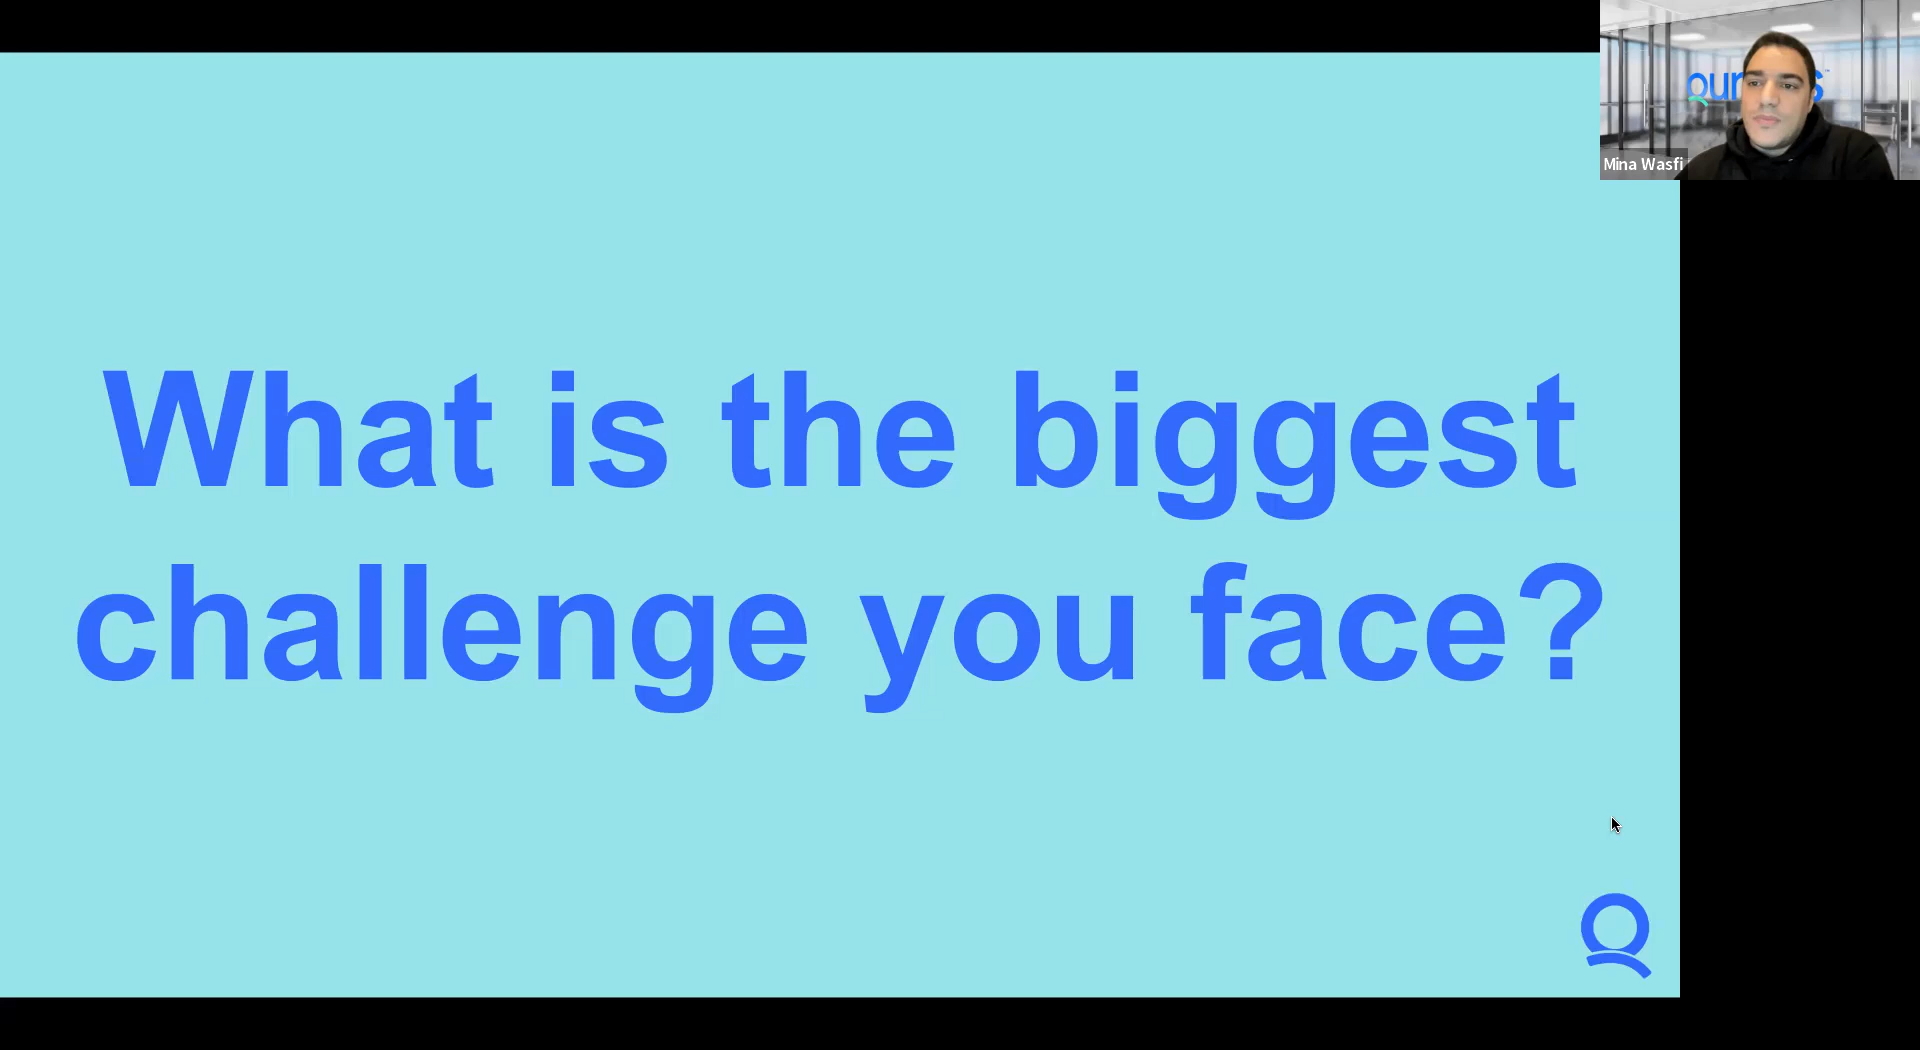 What is the biggest
challenge you face?
Mina Wasfi